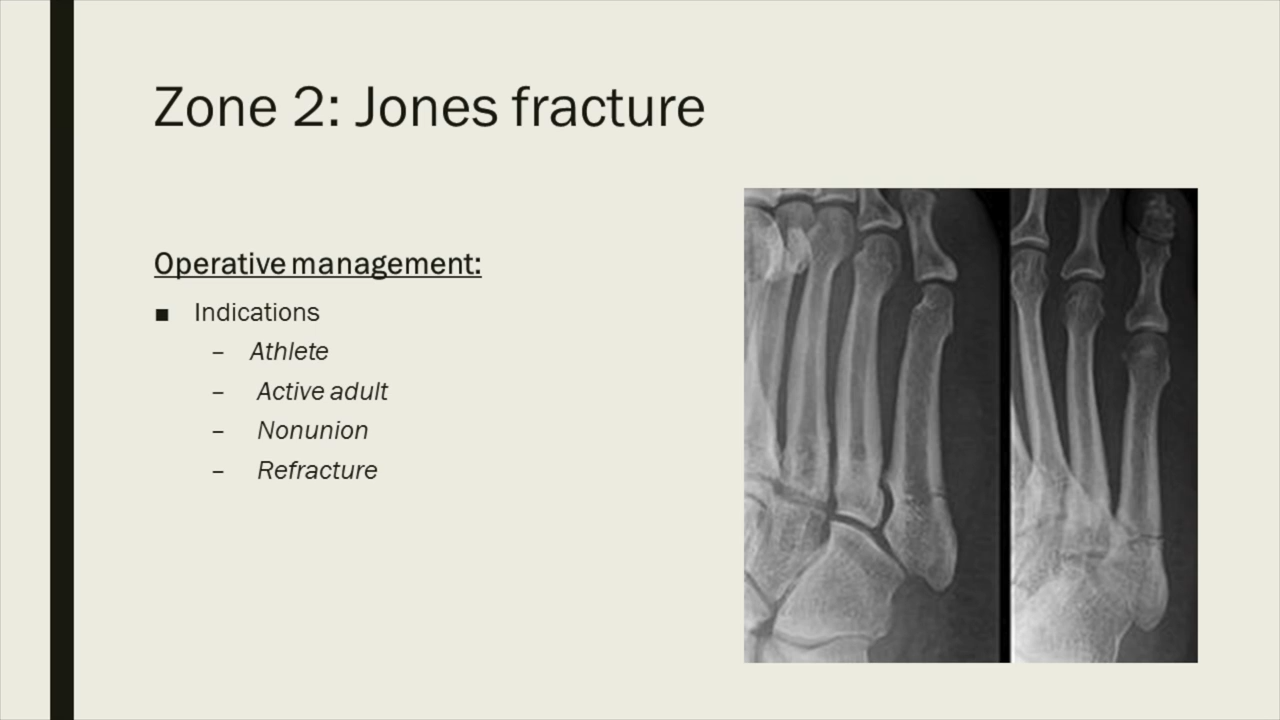 Zone 2: Jones fracture
Operative management:
■ Indications
– Athlete
– Active adult
– Nonunion
– Refracture